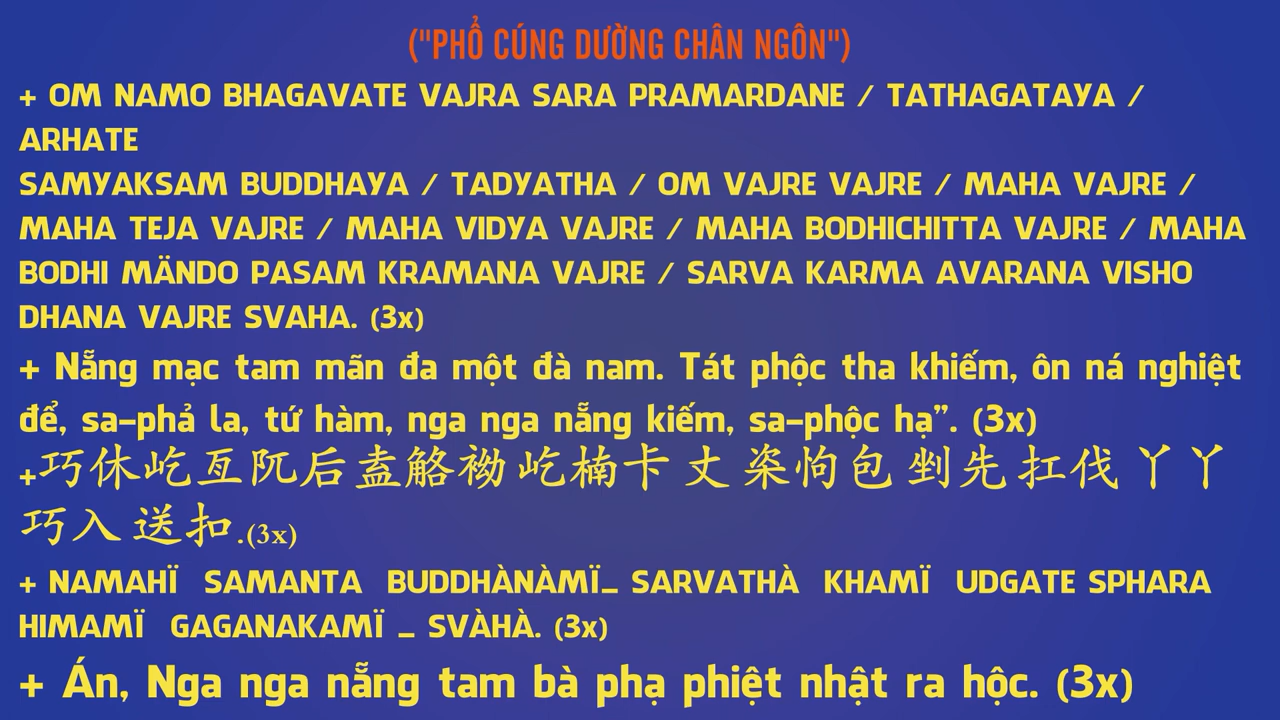 ("PHỔ CÚNG DƯỜNG CHÂN NGÔN")
+ OM NAMO BHAGAVATE VAJRA SARA PRAMARDANE / TATHAGATAYA /
ARHATE
SAMYAKSAM BUDDHAYA / TADYATHA / OM VAJRE VAJRE / MAHA VAJRE /
MAHA TEJA VAJRE / MAHA VIDYA VAJRE / MAHA BODHICHITTA VAJRE / MAHA
BODHI MÄNDO PASAM KRAMANA VAJRE / SARVA KARMA AVARANA VISHO
DHANA VAJRE SVAHA. (3x)
+ Nẵng mạc tam mãn đa một đà nam. Tát phộc tha khiếm, ôn ná nghiệt
để, sa–phả la, tứ hàm, nga nga nẵng kiếm, sa–phộc hạ”. (3x)
+巧休屹亙阢后盍觡袎屹楠卡丈楶怐包剉先扛伐丫丫
巧入送扣.(3x)
+ NAMAHÏ SAMANTA BUDDHÀNÀMÏ_ SARVATHÀ KHAMÏ UDGATE SPHARA
HIMAMÏ GAGANAKAMÏ _ SVÀHÀ. (3x)
+ Án, Nga nga nẵng tam bà phạ phiệt nhật ra hộc. (3x)